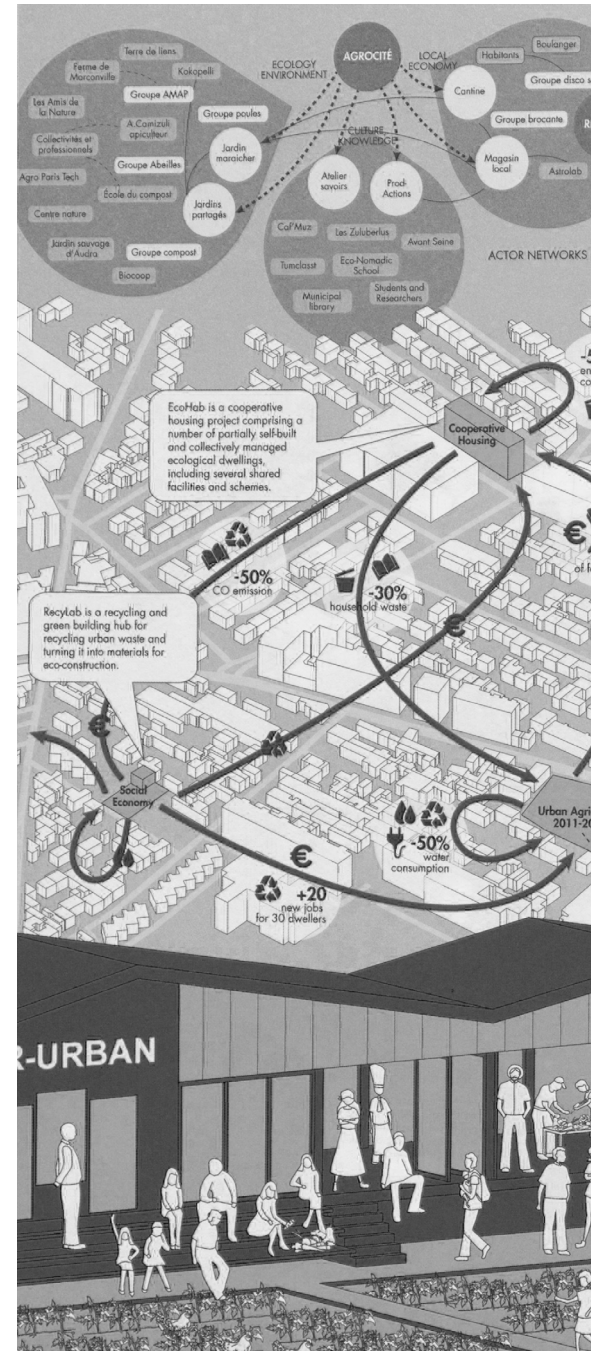 AGROCITÉ
ECOLOGY
ENVIRONMENT
LOCAL
ECONOMY
CULTURE
KNOWLEDGE
Terre de liens
Ferme de
Marconville
Kokopelli
Groupe AMAP
Les Amis de
la Nature
A.Cornizuli
apiculteur
Groupe poules
Collectivités et
professionnels
Jardin
maraicher
Groupe Abeilles
Agro Paris Tech
École du compost
Jardins
partagés
Centre nature
Jardin sauvage
d'Audra
Groupe compost
Biocoop
Atelier
savoirs
Prod-
Actions
Caf'Muz
Les Zuluberlus
Avant Seine
Tumclasst
Eco-Nomadic
School
Municipal
library
Students and
Researchers
Habitants
Boulanger
Cantine
Groupe disco s
Groupe brocante
R
Magasin
local
Astrolab
ACTOR NETWORKS
EcoHab is a cooperative
housing project comprising a
number of partially self-built
and collectively managed
ecological dwellings,
including several shared
facilities and schemes.
Cooperative
Housing
en
co
€
of f
-50%
CO emission
-30%
household waste
€
RecyLab is a recycling and
green building hub for
recycling urban waste and
turning it into materials for
eco-construction.
€
Social
Economy
Urban Agri
2011-20
-50%
water
consumption
€
+20
new jobs
for 30 dwellers
R-URBAN